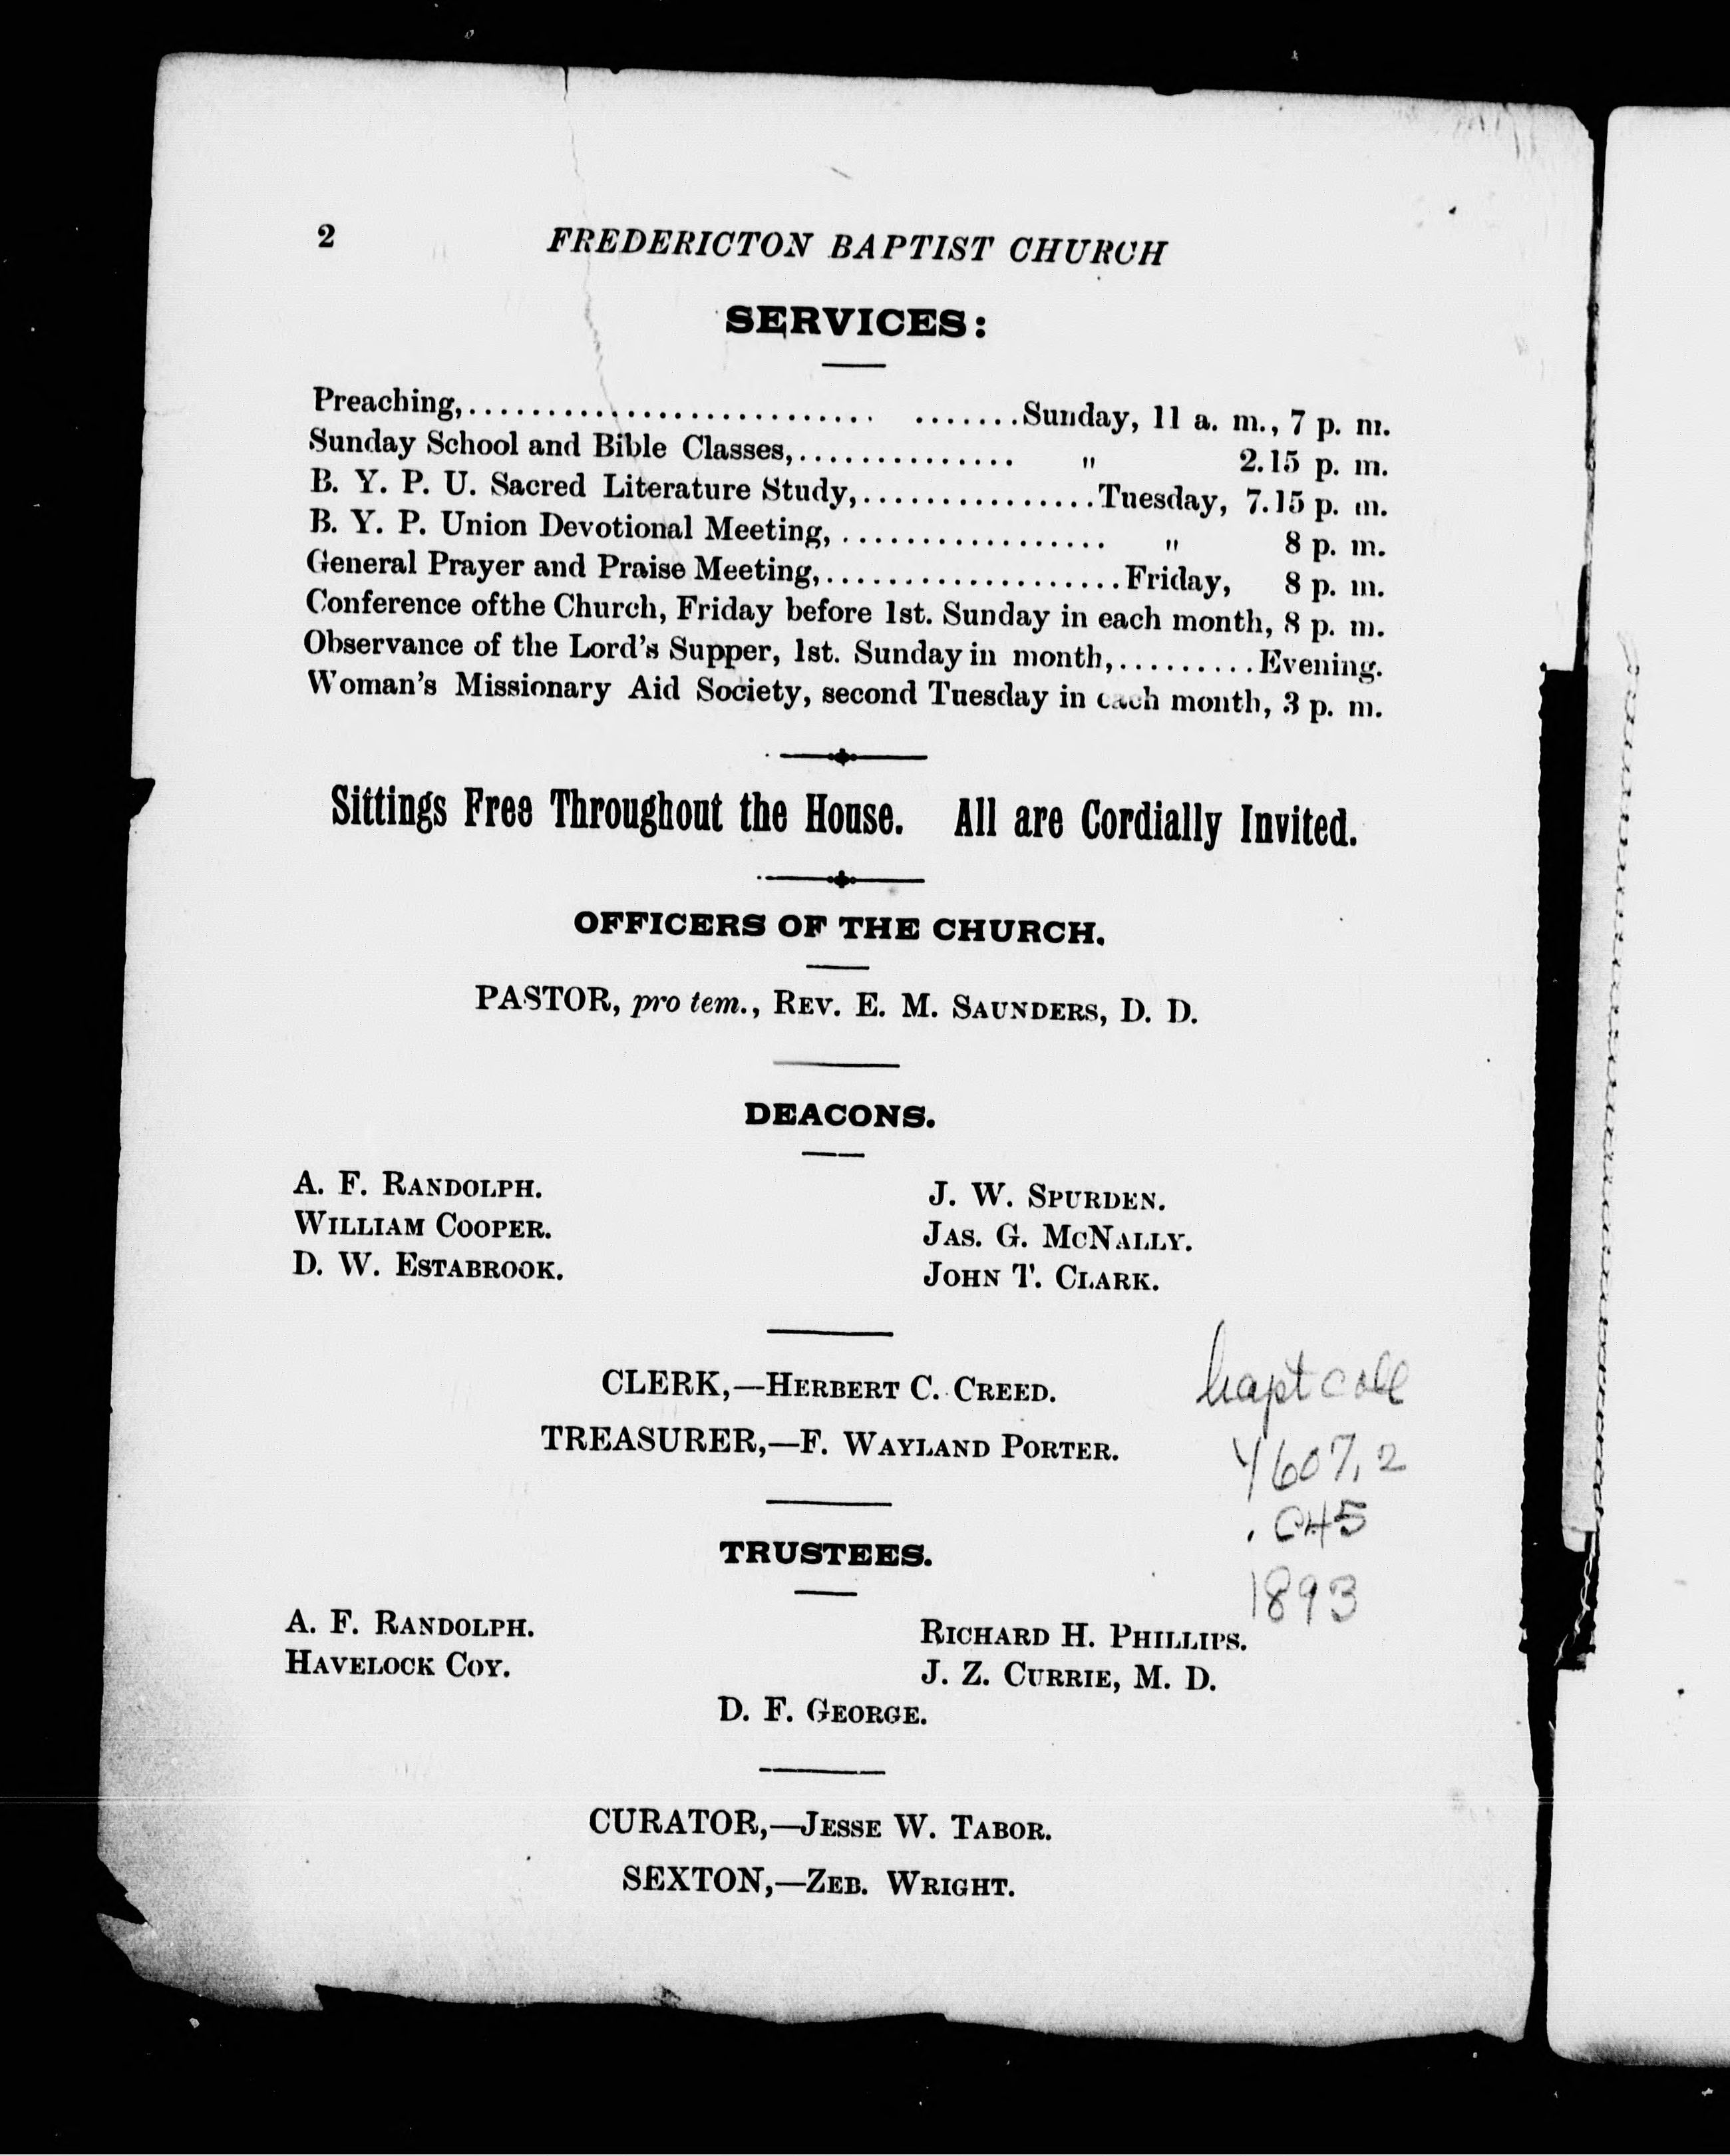 2 FREDERICTON BAPTIST CHURCH
SERVICES:
Preaching,.......................... .......Sunday, 11 a. m., 7 p. m.
Sunday School and Bible Classes,.............. " 2.15 p. m.
B. Y. P. U. Sacred Literature Study,...............Tuesday, 7.15 p. m.
B. Y. P. Union Devotional Meeting, ................. " 8 p. m.
General Prayer and Praise Meeting,...................Friday, 8 p. m.
Conference ofthe Church, Friday before 1st. Sunday in each month, 8 p. m.
Observance of the Lord's Supper, 1st. Sunday in month,.........Evening.
Woman's Missionary Aid Society, second Tuesday in each month, 3 p. m.
Sittings Free Throughout the House. All are Cordially Invited.
OFFICERS OF THE CHURCH.
PASTOR, pro tem., REV. E. M. SAUNDERS, D. D.
DEACONS.
A. F. RANDOLPH. J. W. SPURDEN.
WILLIAM COOPER. JAS. G. MCNALLY.
D. W. ESTABROOK. JOHN T. CLARK.
CLERK,—HERBERT C. CREED.
TREASURER,—F. WAYLAND PORTER.
bapt coll
4607.2
.C45
1893
TRUSTEES.
A. F. RANDOLPH. RICHARD H. PHILLIPS.
HAVELOCK COY. J. Z. CURRIE, M. D.
D. F. GEORGE.
CURATOR,—JESSE W. TABOR.
SEXTON,—ZEB. WRIGHT.